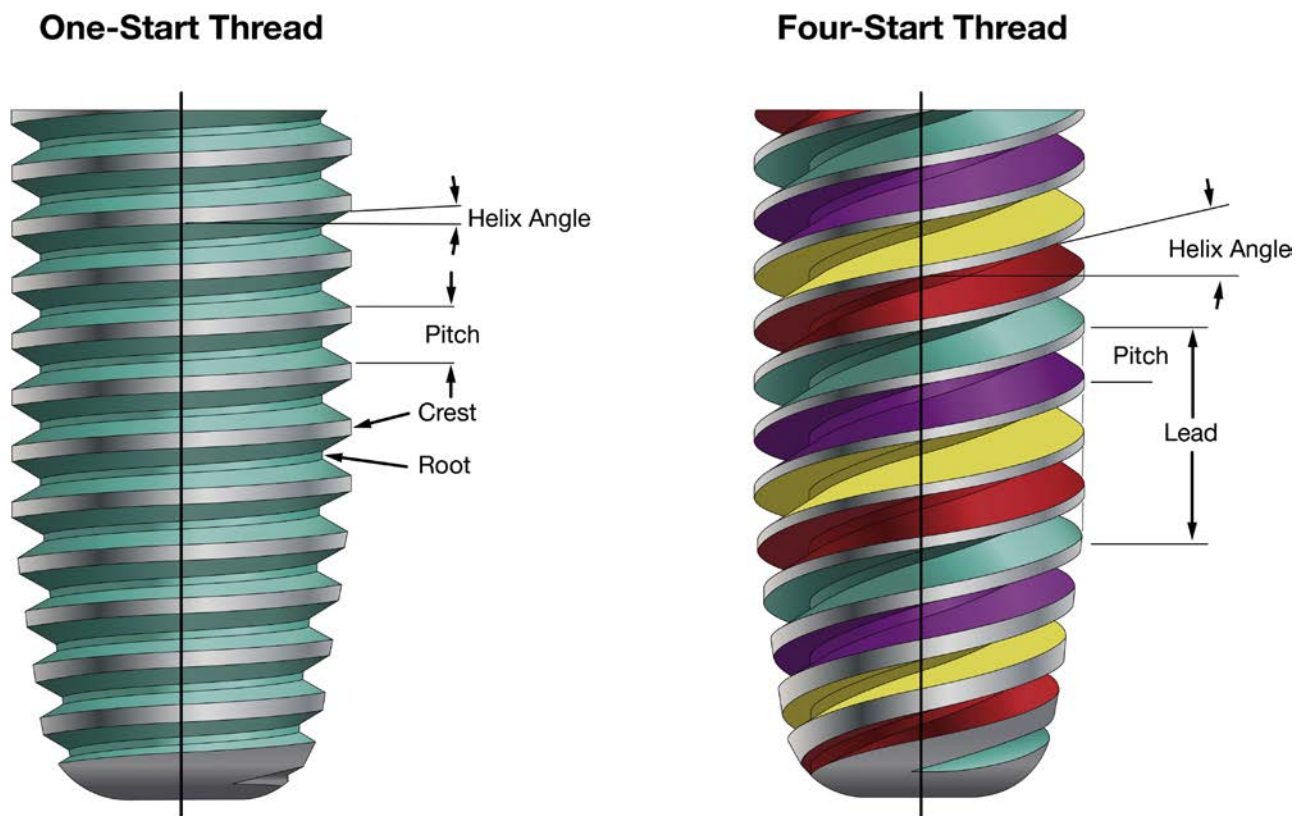 One-Start Thread
Helix Angle
Pitch
Crest
Root
Four-Start Thread
Helix Angle
Pitch
Lead